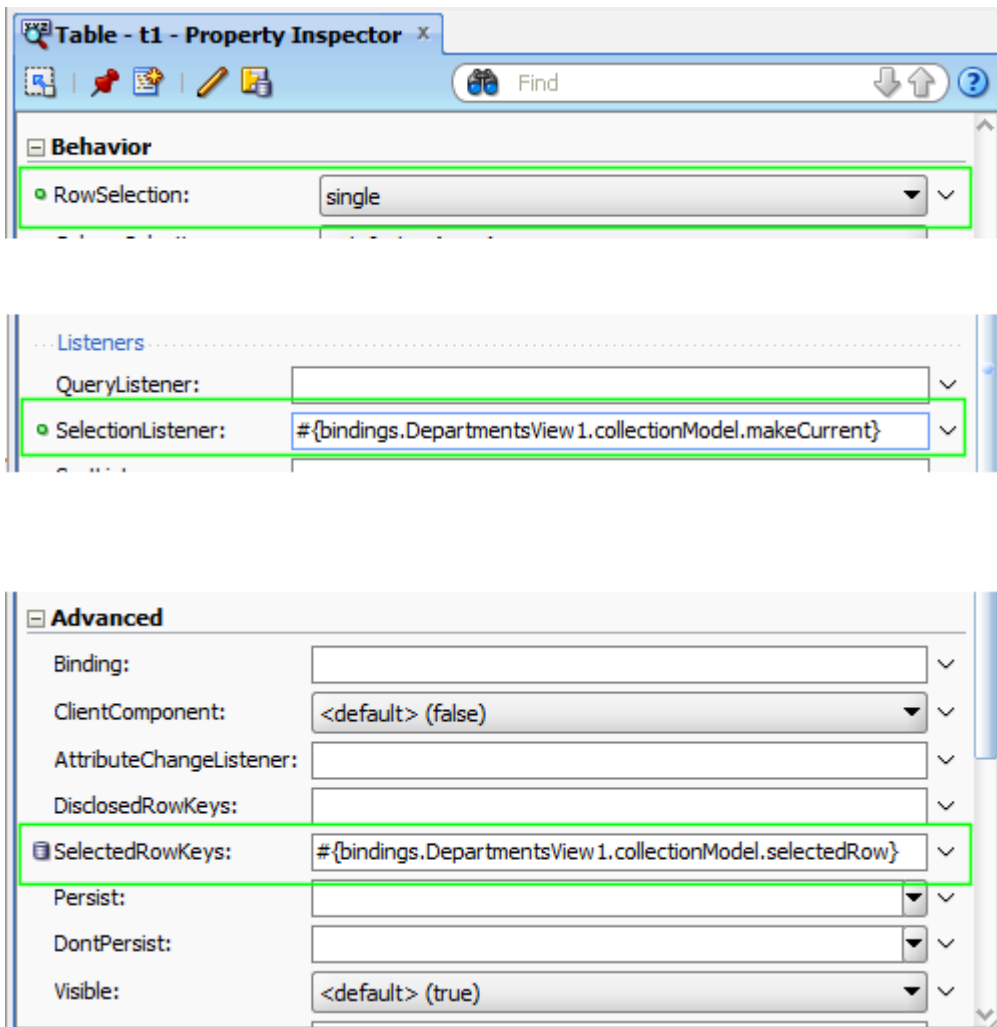 Table - t1 - Property Inspector x
Find
Behavior
RowSelection: single
Listeners
QueryListener:
SelectionListener: #{bindings.DepartmentsView1.collectionModel.makeCurrent}
Advanced
Binding:
ClientComponent: <default> (false)
AttributeChangeListener:
DisclosedRowKeys:
SelectedRowKeys: #{bindings.DepartmentsView1.collectionModel.selectedRow}
Persist:
DontPersist:
Visible: <default> (true)